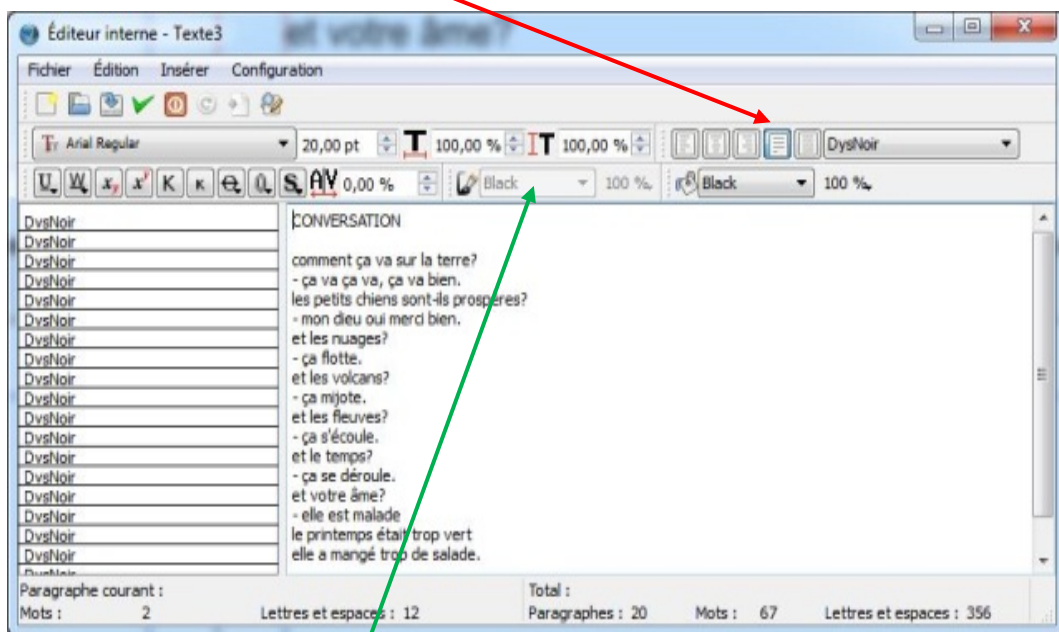 et votre âme?
Éditeur interne - Texte3
Fichier Édition Insérer Configuration
Arial Regular 20,00 pt 100,00 % 100,00 % DysNoir
0,00 % Black 100 % Black 100 %
DysNoir CONVERSATION
DysNoir
DysNoir comment ça va sur la terre?
DysNoir - ça va ça va, ça va bien.
DysNoir les petits chiens sont-ils prospères?
DysNoir - mon dieu oui merci bien.
DysNoir et les nuages?
DysNoir - ça flotte.
DysNoir et les volcans?
DysNoir - ça mijote.
DysNoir et les fleuves?
DysNoir - ça s'écoule.
DysNoir et le temps?
DysNoir - ça se déroule.
DysNoir et votre âme?
DysNoir - elle est malade
DysNoir le printemps était trop vert
DysNoir elle a mangé trop de salade.
Paragraphe courant : Total :
Mots : 2 Lettres et espaces : 12 Paragraphes : 20 Mots : 67 Lettres et espaces : 356